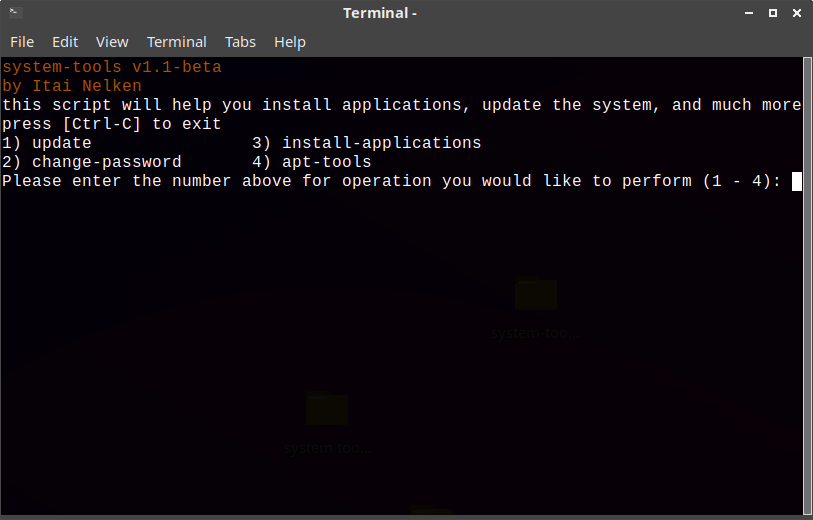 Terminal -
File Edit View Terminal Tabs Help
system-tools v1.1-beta
by Itai Nelken
this script will help you install applications, update the system, and much more
press [Ctrl-C] to exit
1) update 3) install-applications
2) change-password 4) apt-tools
Please enter the number above for operation you would like to perform (1 - 4):
system-too...
system-too...